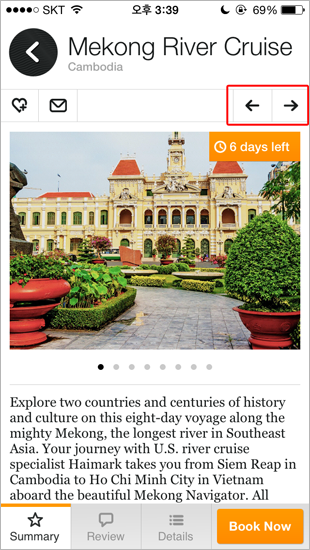 SKT 오후 3:39 69%
Mekong River Cruise
Cambodia
6 days left
Explore two countries and centuries of history
and culture on this eight-day voyage along the
mighty Mekong, the longest river in Southeast
Asia. Your journey with U.S. river cruise
specialist Haimark takes you from Siem Reap in
Cambodia to Ho Chi Minh City in Vietnam
aboard the beautiful Mekong Navigator. All
Summary Review Details Book Now